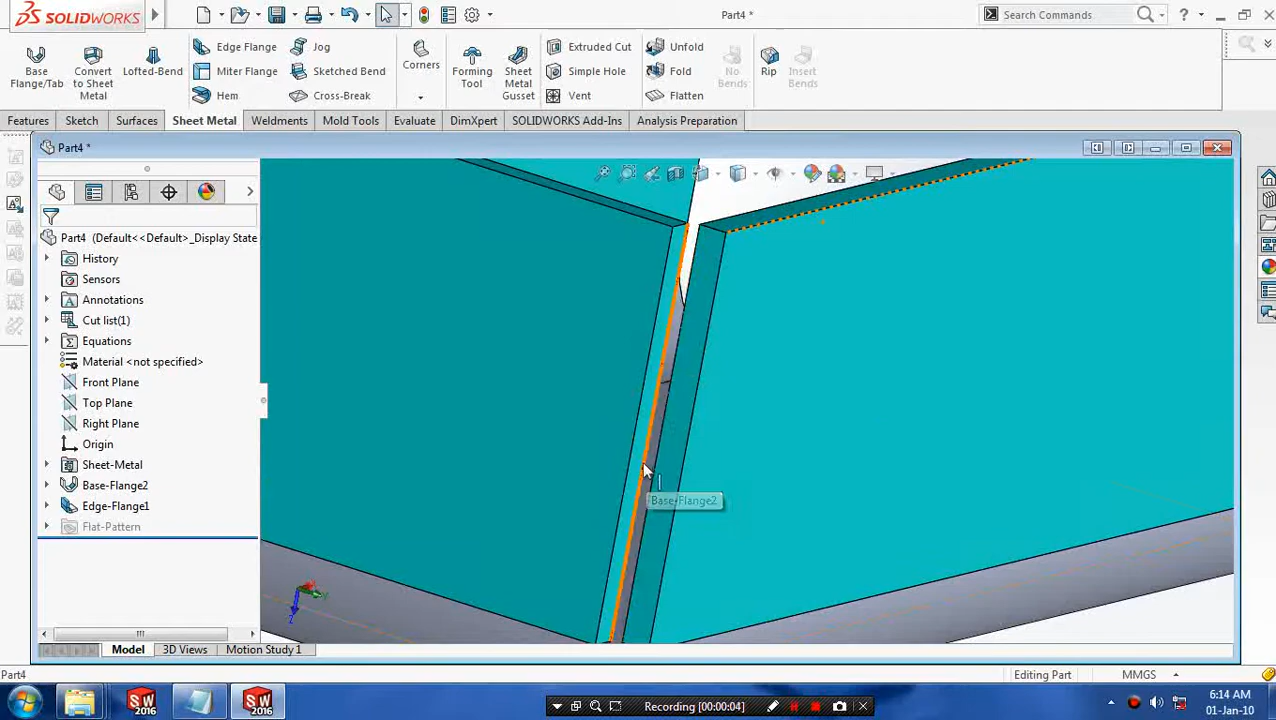 SOLIDWORKS
Part4 *
Search Commands
?
Base Flange/Tab
Convert to Sheet Metal
Lofted-Bend
Edge Flange
Miter Flange
Hem
Jog
Sketched Bend
Cross-Break
Corners
Forming Tool
Sheet Metal Gusset
Extruded Cut
Simple Hole
Vent
Unfold
Fold
Flatten
No Bends
Rip
Insert Bends
Features
Sketch
Surfaces
Sheet Metal
Weldments
Mold Tools
Evaluate
DimXpert
SOLIDWORKS Add-Ins
Analysis Preparation
Part4 *
Part4 (Default<<Default>_Display State
History
Sensors
Annotations
Cut list(1)
Equations
Material <not specified>
Front Plane
Top Plane
Right Plane
Origin
Sheet-Metal
Base-Flange2
Edge-Flange1
Flat-Pattern
Base-Flange2
Z
Model
3D Views
Motion Study 1
Part4
Editing Part
MMGS
SW 2016
SW 2016
Recording [00:00:04]
6:14 AM
01-Jan-10